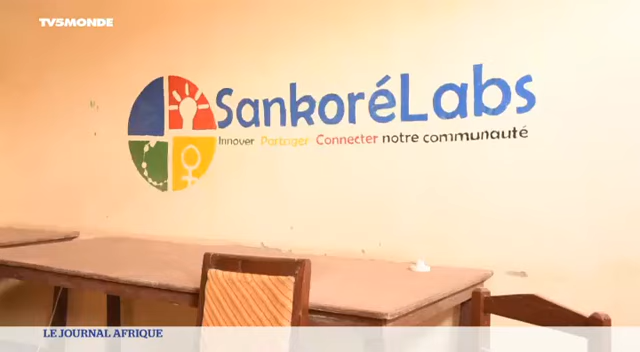 TV5MONDE
SankoréLabs
Innover Partager Connecter notre communauté
LE JOURNAL AFRIQUE